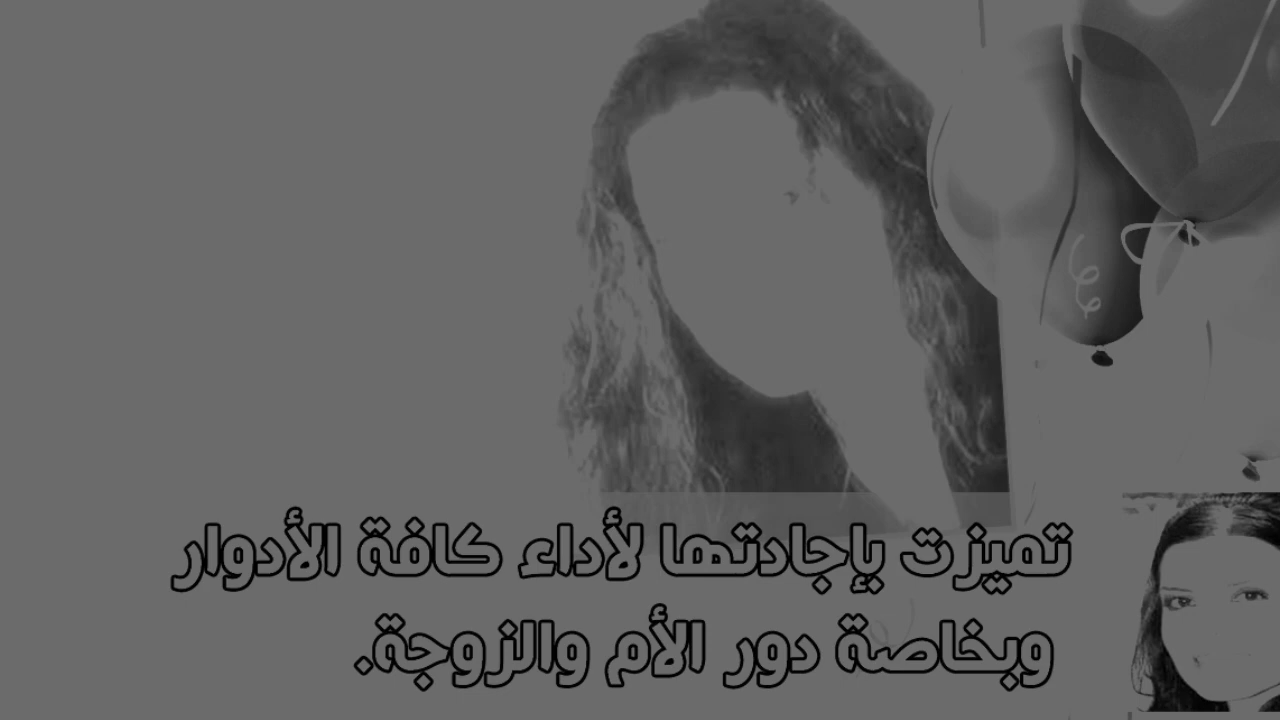 تميزت بإجادتها لأداء كافة الأدوار
وبخاصة دور الأم والزوجة.